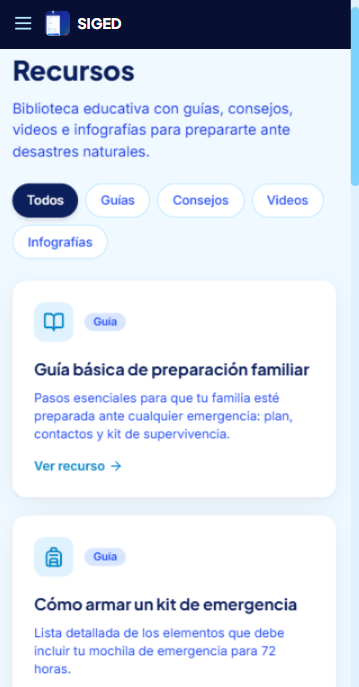 SIGED
Recursos
Biblioteca educativa con guías, consejos,
videos e infografías para prepararte ante
desastres naturales.
Todos
Guías
Consejos
Videos
Infografías
Guía
Guía básica de preparación familiar
Pasos esenciales para que tu familia esté
preparada ante cualquier emergencia: plan,
contactos y kit de supervivencia.
Ver recurso →
Guía
Cómo armar un kit de emergencia
Lista detallada de los elementos que debe
incluir tu mochila de emergencia para 72
horas.